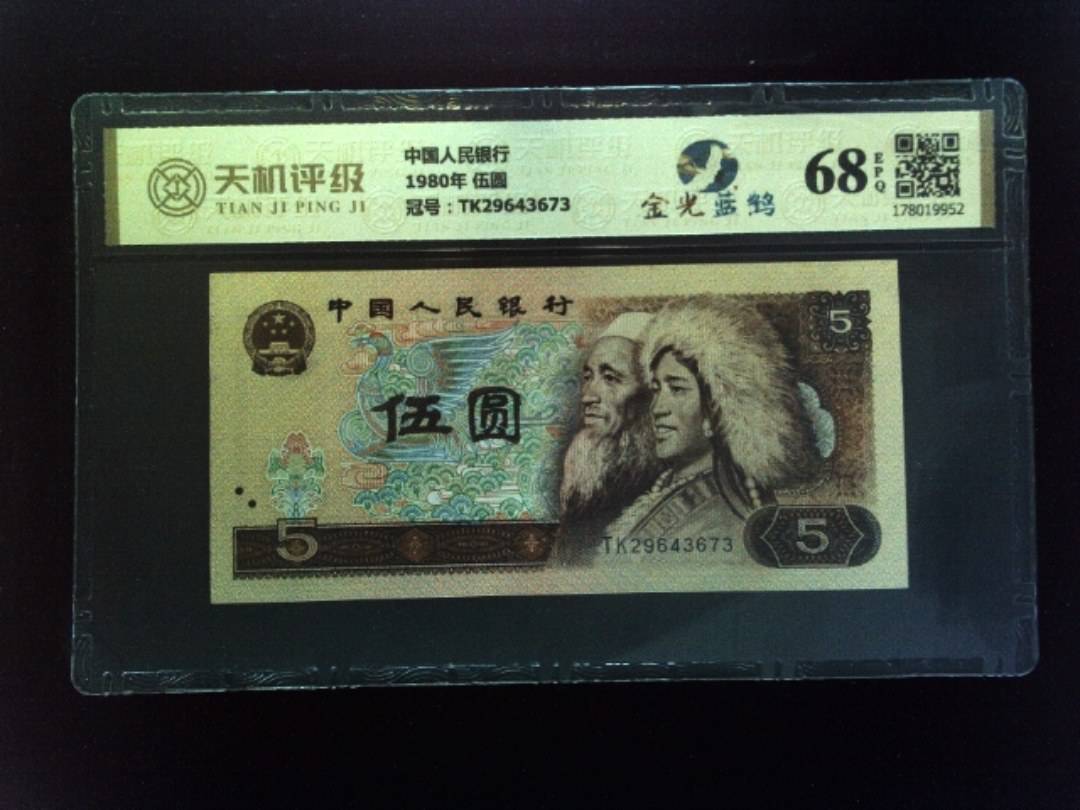 天机评级
TIAN JI PING JI
中国人民银行
1980年 伍圆
冠号：TK29643673
金光蓝鹤
68
EPQ
178019952
中国人民银行
5
伍圆
5
TK29643673
5